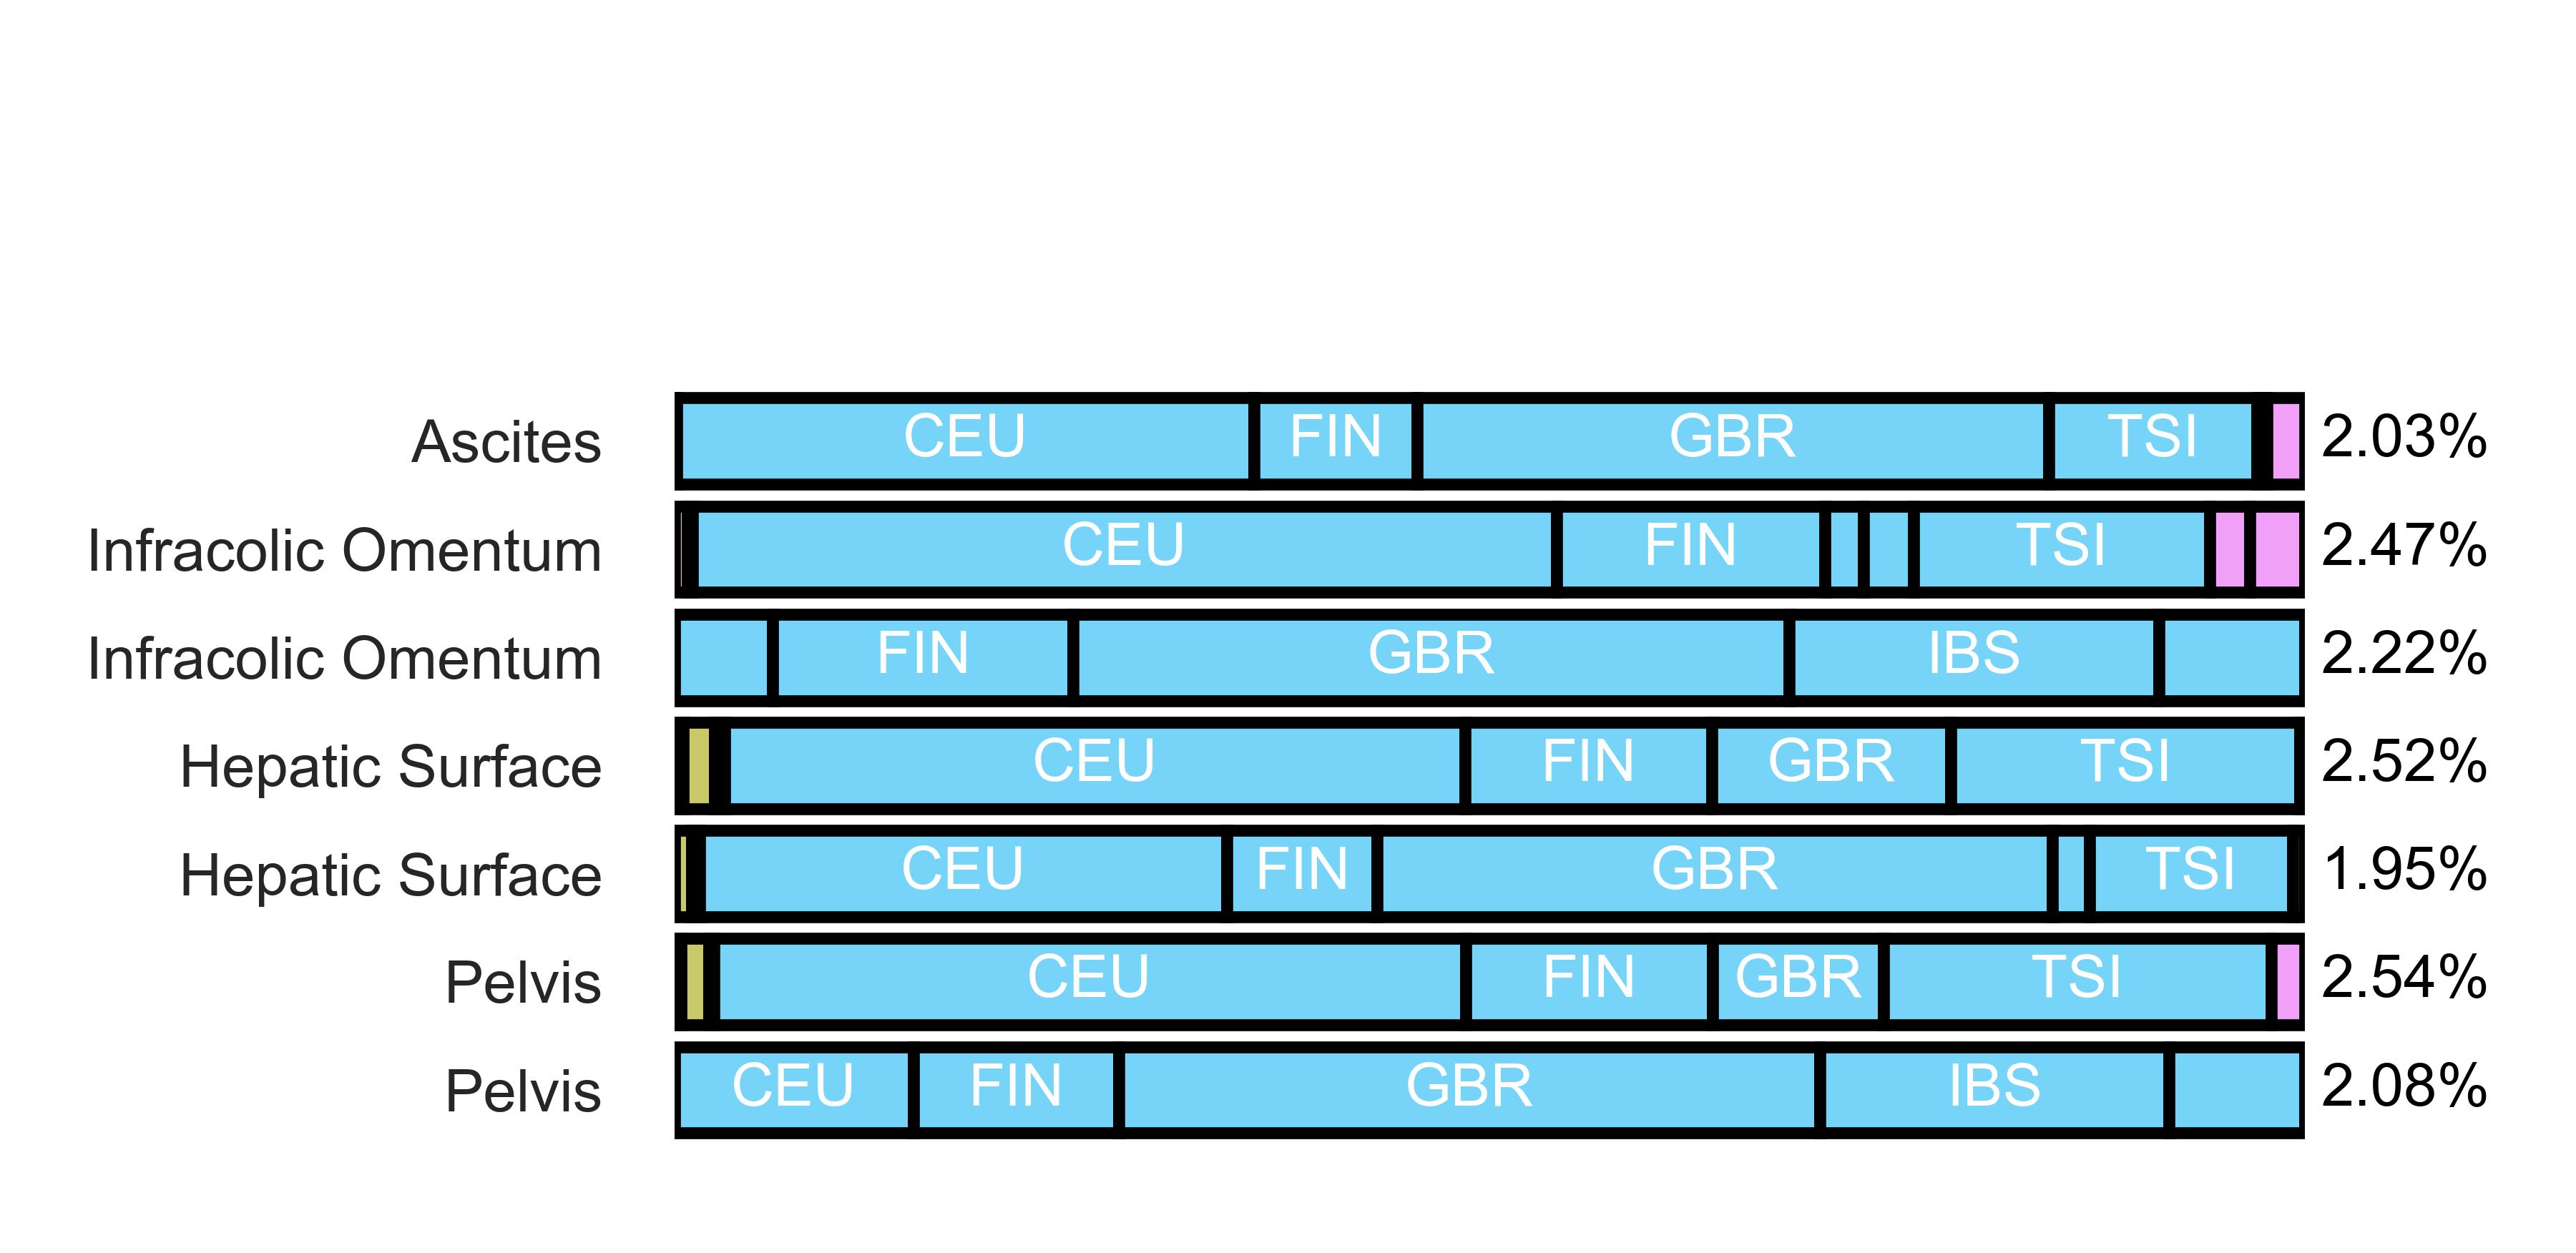 Ascites CEU FIN GBR TSI 2.03%
Infracolic Omentum CEU FIN TSI 2.47%
Infracolic Omentum FIN GBR IBS 2.22%
Hepatic Surface CEU FIN GBR TSI 2.52%
Hepatic Surface CEU FIN GBR TSI 1.95%
Pelvis CEU FIN GBR TSI 2.54%
Pelvis CEU FIN GBR IBS 2.08%